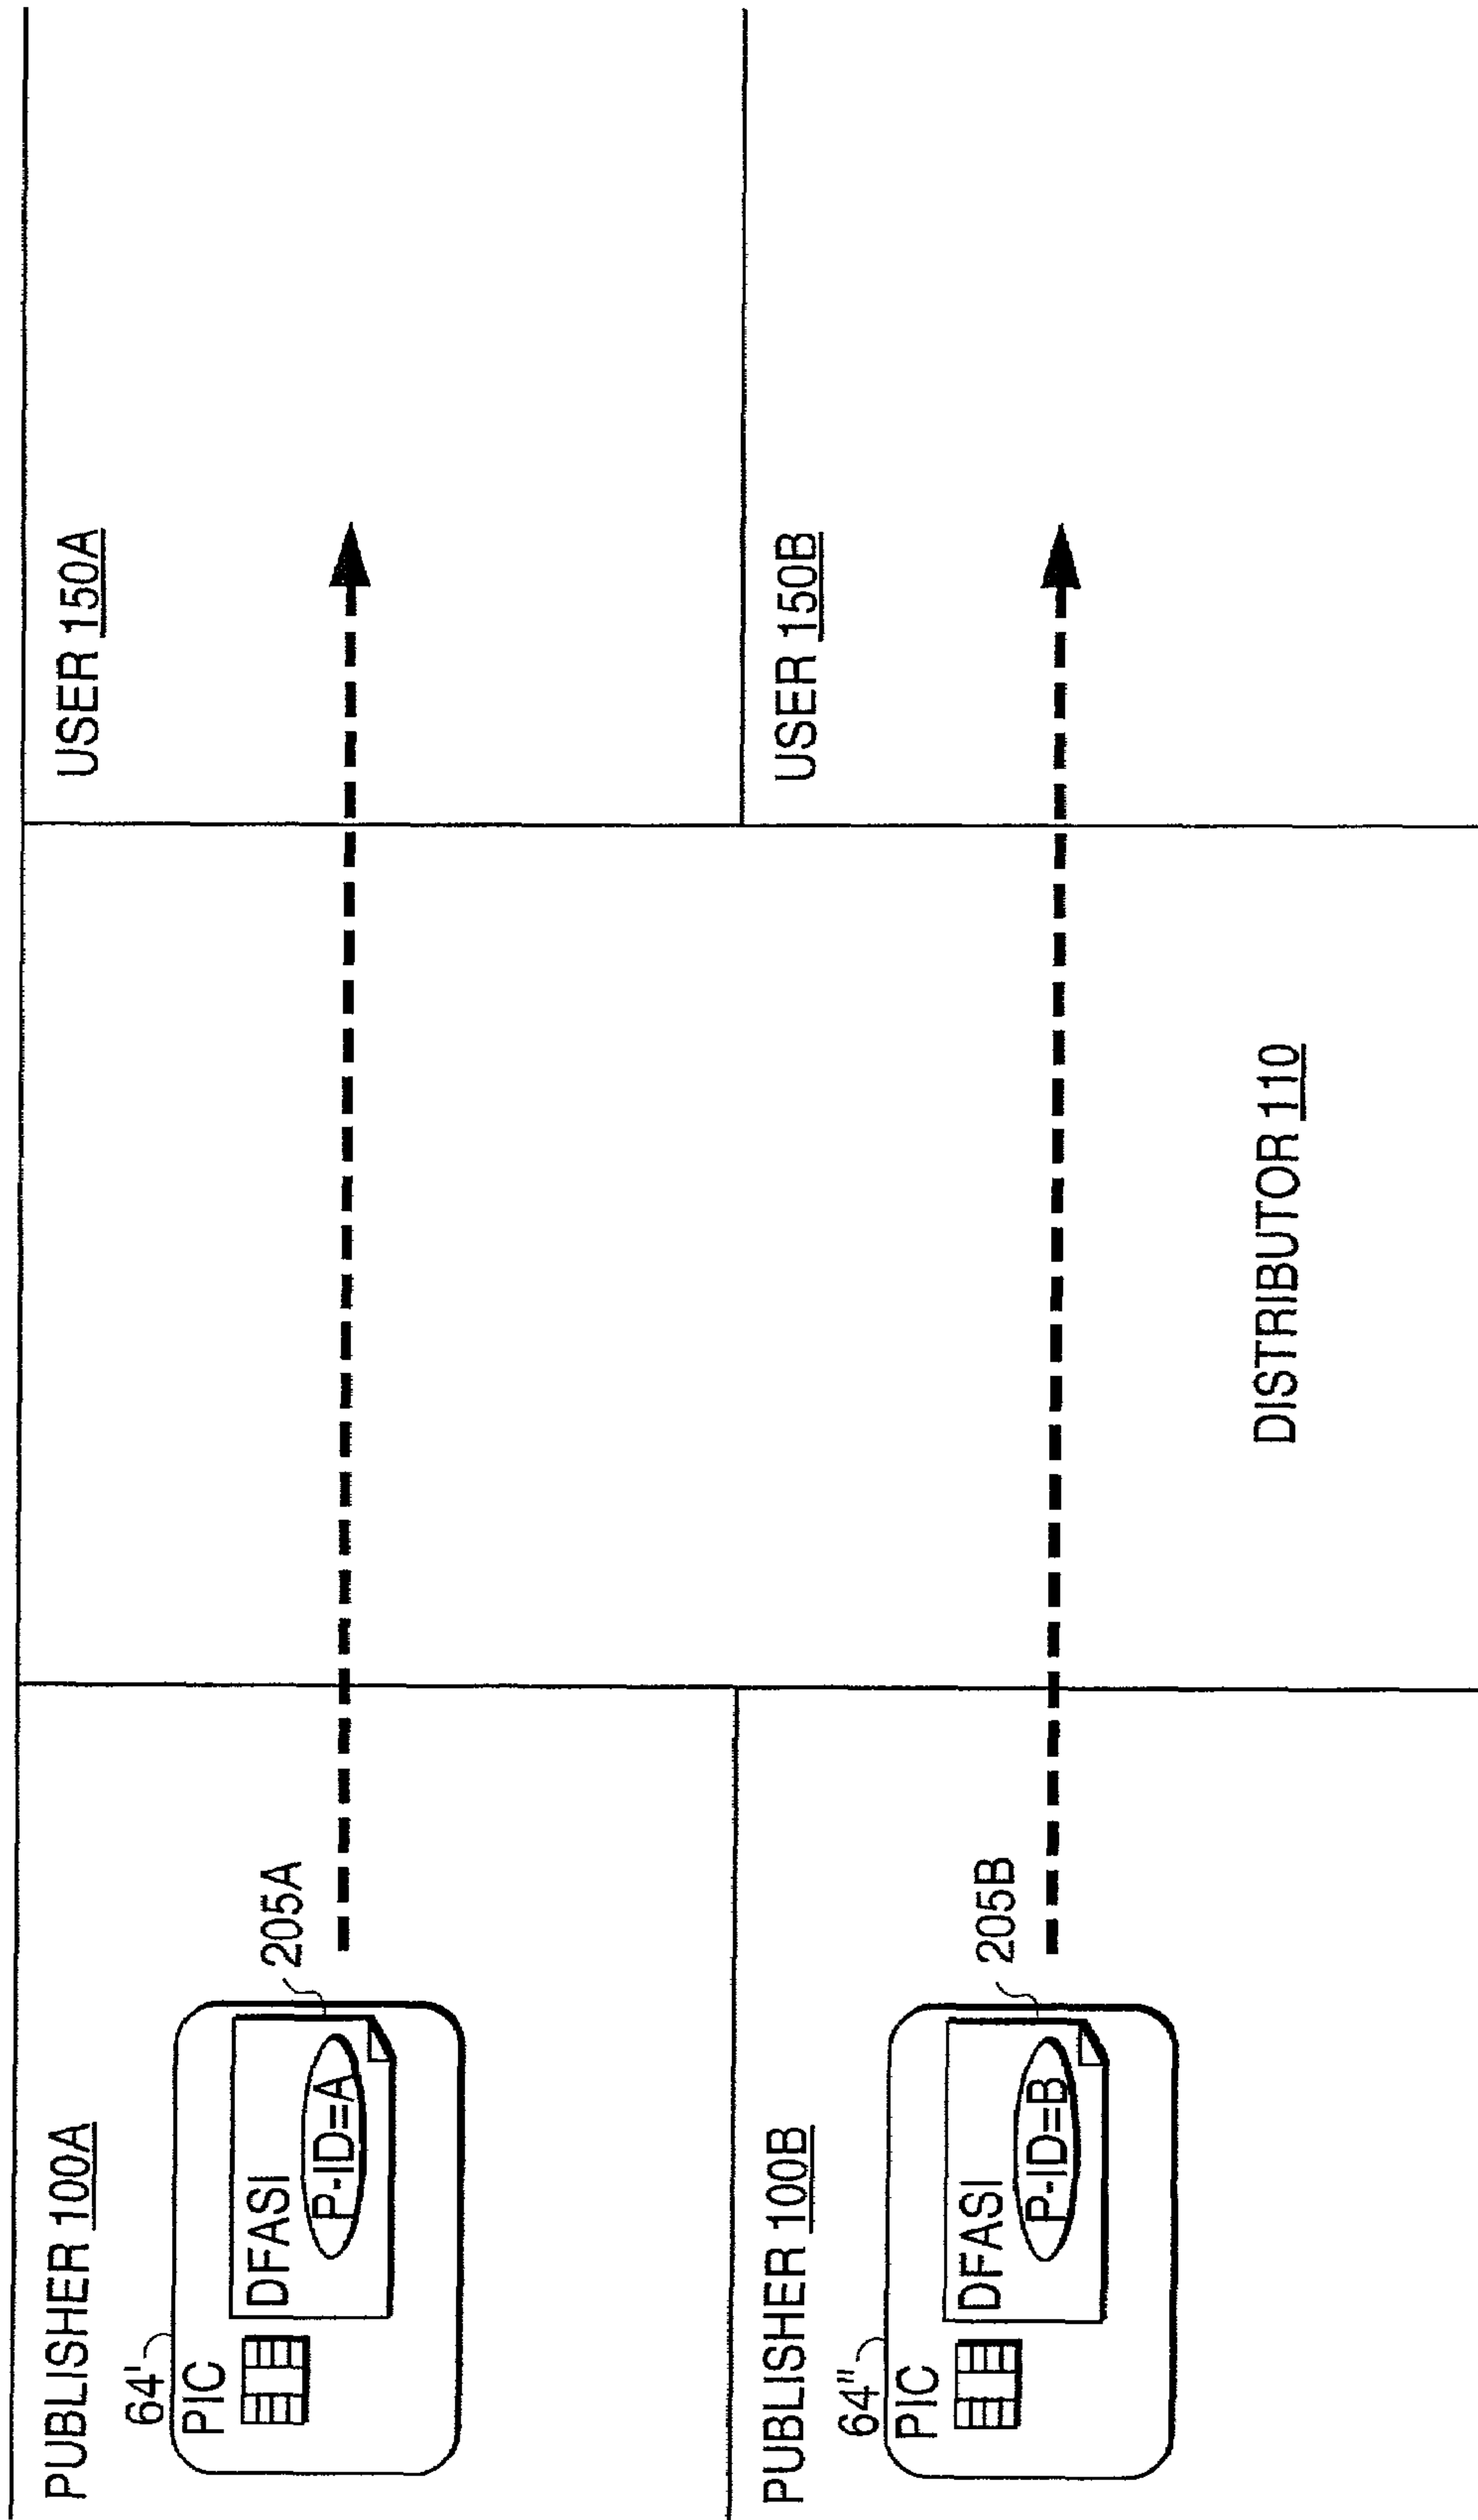 PUBLISHER 100A
64'
PIC
DFASI
P-ID=A
205A
USER 150A
PUBLISHER 100B
64"
PIC
DFASI
P-ID=B
205B
USER 150B
DISTRIBUTOR 110